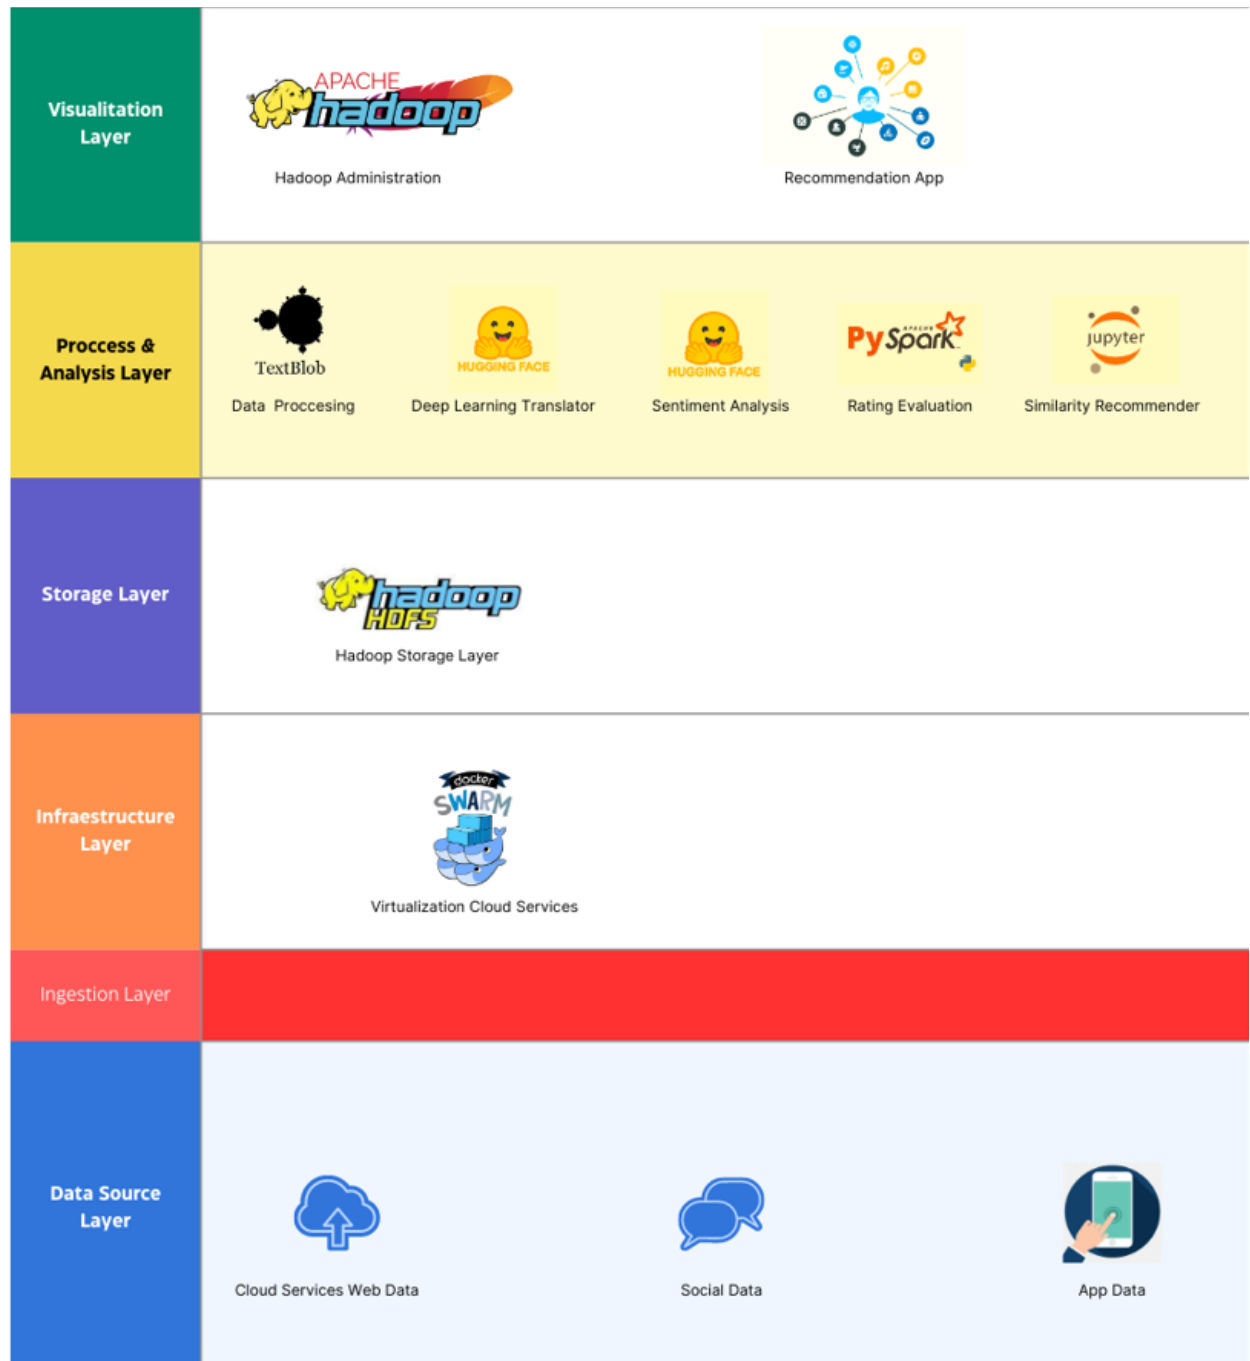 Visualitation
Layer
APACHE
hadoop
Hadoop Administration
Recommendation App
Proccess &
Analysis Layer
TextBlob
Data Proccesing
HUGGING FACE
Deep Learning Translator
HUGGING FACE
Sentiment Analysis
APACHE
PySpark
Rating Evaluation
jupyter
Similarity Recommender
Storage Layer
hadoop
HDFS
Hadoop Storage Layer
Infraestructure
Layer
docker
SWARM
Virtualization Cloud Services
Ingestion Layer
Data Source
Layer
Cloud Services Web Data
Social Data
App Data